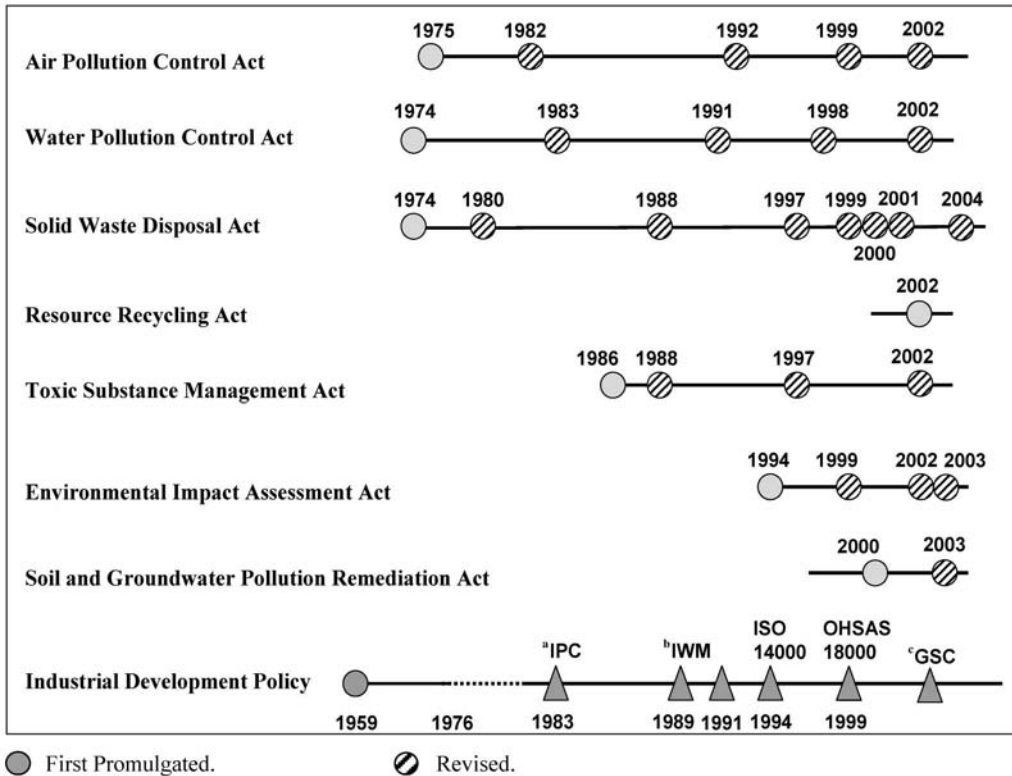 1975 1982 1992 1999 2002
Air Pollution Control Act
1974 1983 1991 1998 2002
Water Pollution Control Act
1974 1980 1988 1997 1999 2001 2004
Solid Waste Disposal Act
2000
2002
Resource Recycling Act
1986 1988 1997 2002
Toxic Substance Management Act
1994 1999 2002 2003
Environmental Impact Assessment Act
2000 2003
Soil and Groundwater Pollution Remediation Act
ISO OHSAS
aIPC bIWM 14000 18000 cGSC
Industrial Development Policy
1959 1976 1983 1989 1991 1994 1999
First Promulgated. Revised.